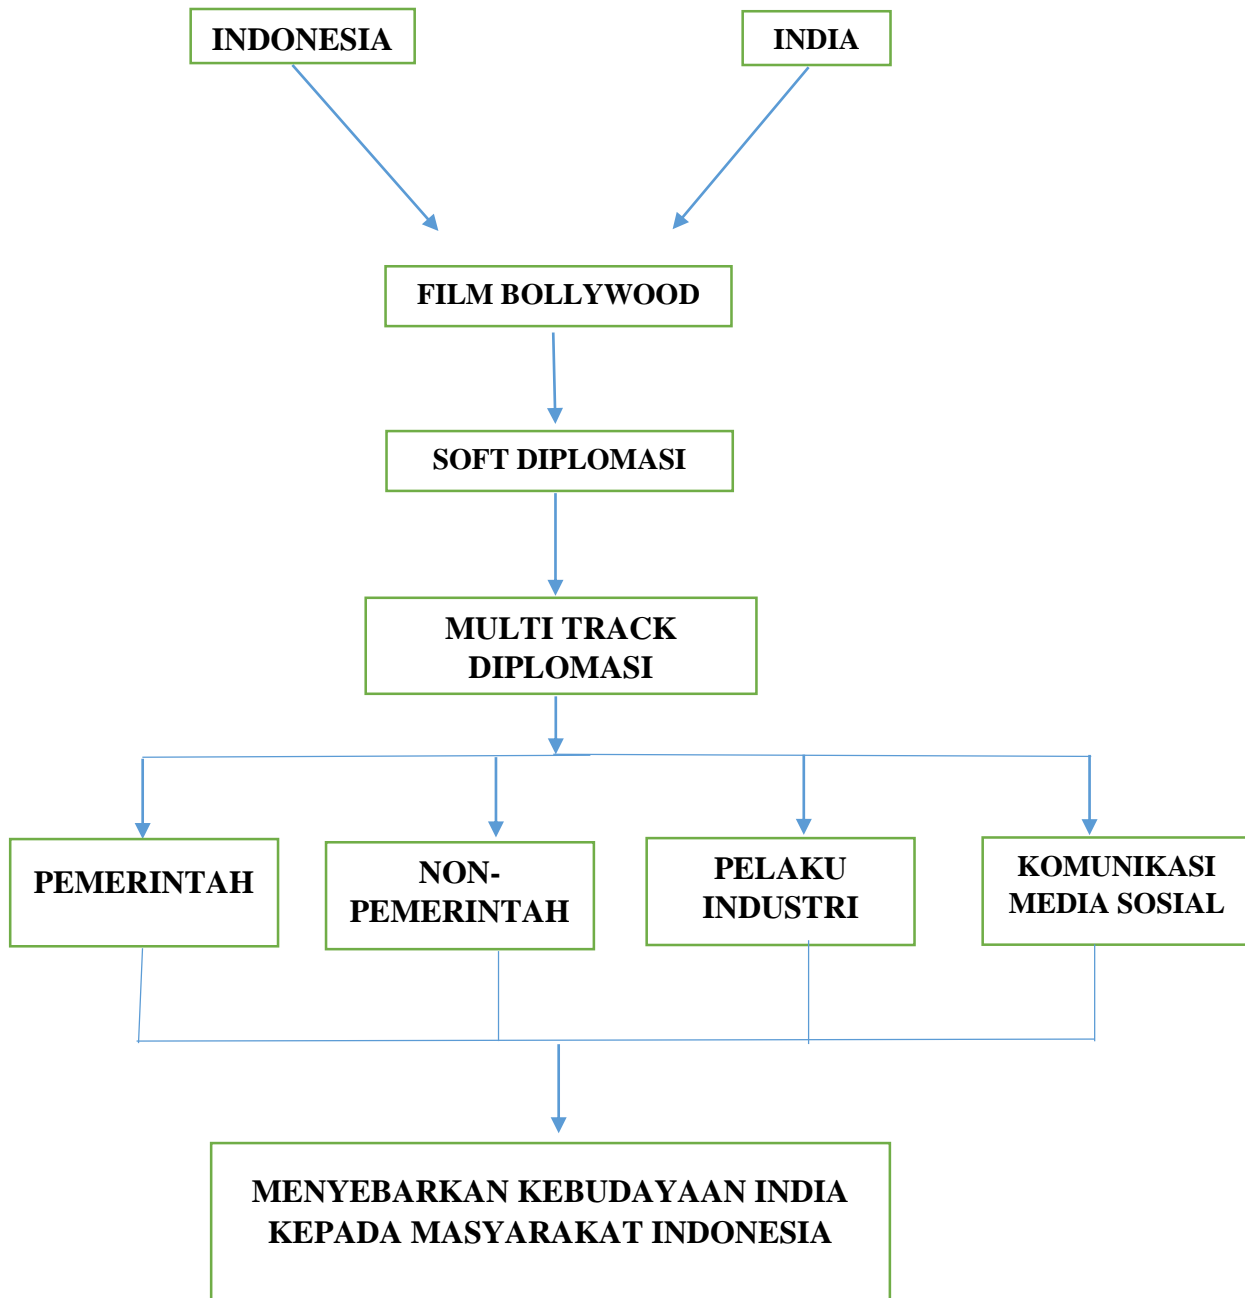 INDONESIA
INDIA
FILM BOLLYWOOD
SOFT DIPLOMASI
MULTI TRACK
DIPLOMASI
PEMERINTAH
NON-
PEMERINTAH
PELAKU
INDUSTRI
KOMUNIKASI
MEDIA SOSIAL
MENYEBARKAN KEBUDAYAAN INDIA
KEPADA MASYARAKAT INDONESIA